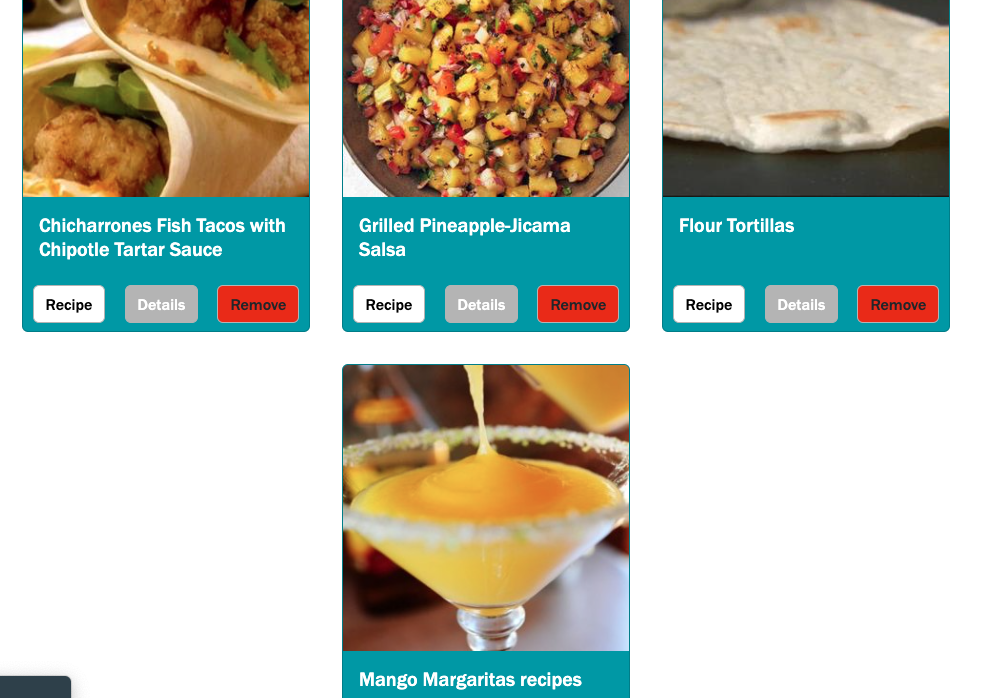 Chicharrones Fish Tacos with
Chipotle Tartar Sauce
Recipe Details Remove
Grilled Pineapple-Jicama
Salsa
Recipe Details Remove
Flour Tortillas
Recipe Details Remove
Mango Margaritas recipes